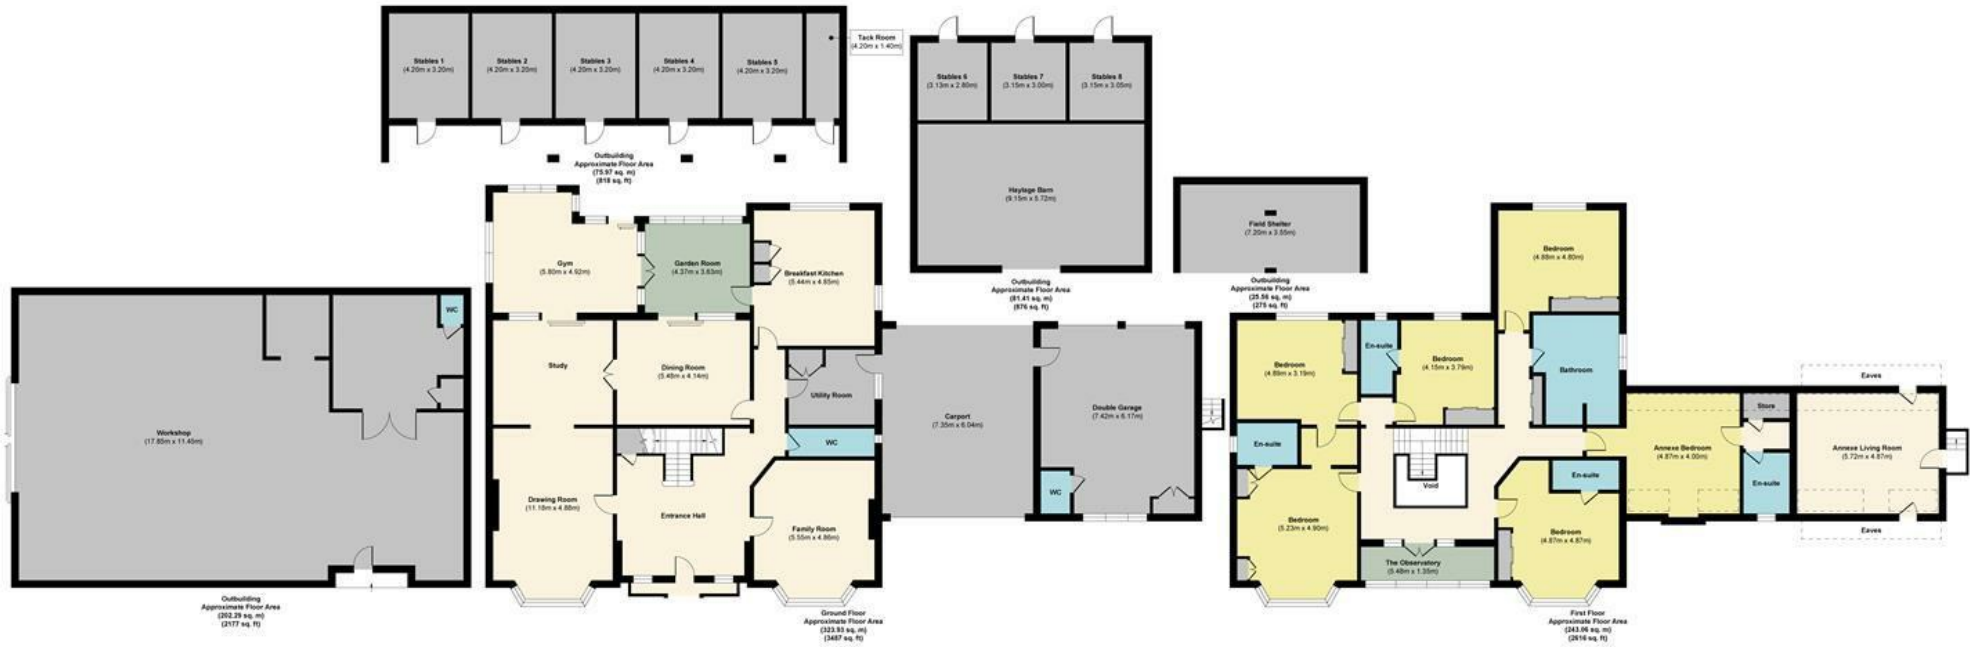 Stables 1
(4.20m x 3.20m)
Stables 2
(4.20m x 3.20m)
Stables 3
(4.20m x 3.20m)
Stables 4
(4.20m x 3.20m)
Stables 5
(4.20m x 3.20m)
Tack Room
(4.20m x 1.40m)
Outbuilding
Approximate Floor Area
(75.97 sq. m)
(818 sq. ft)
Stables 6
(3.13m x 2.80m)
Stables 7
(3.15m x 3.00m)
Stables 8
(3.15m x 3.05m)
Haylage Barn
(9.15m x 5.72m)
Outbuilding
Approximate Floor Area
(81.41 sq. m)
(876 sq. ft)
Field Shelter
(7.20m x 3.55m)
Outbuilding
Approximate Floor Area
(25.56 sq, m)
(275 sq. ft)
WC
Workshop
(17.85m x 11.45m)
Outbuilding
Approximate Floor Area
(202.29 sq. m)
(2177 sq. ft)
Gym
(5.80m x 4.92m)
Garden Room
(4.37m x 3.63m)
Breakfast Kitchen
(5.44m x 4.85m)
Study
Dining Room
(5.48m x 4.14m)
Utility Room
WC
Drawing Room
(11.18m x 4.88m)
Entrance Hall
Family Room
(5.55m x 4.86m)
Carport
(7.35m x 6.04m)
Double Garage
(7.42m x 6.17m)
WC
Ground Floor
Approximate Floor Area
(323.93 sq, m)
(3487 sq. ft)
Bedroom
(4.88m x 4.80m)
Bedroom
(4.89m x 3.19m)
En-suite
Bedroom
(4.15m x 3.79m)
Bathroom
En-suite
Void
Bedroom
(5.23m x 4.90m)
The Observatory
(5.48m x 1.35m)
En-suite
Bedroom
(4.87m x 4.87m)
Annexe Bedroom
(4.87m x 4.00m)
Store
En-suite
Eaves
Annexe Living Room
(5.72m x 4.87m)
Eaves
First Floor
Approximate Floor Area
(243.06 sq, m)
(2616 sq. ft)